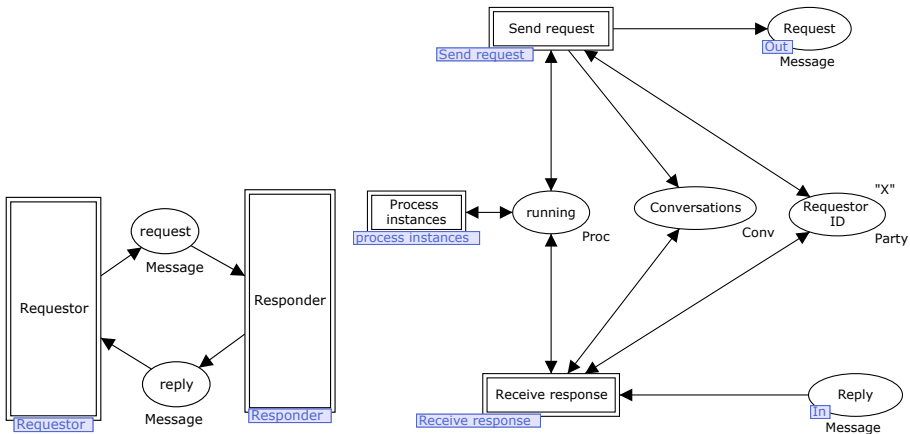 Requestor
Requestor
request
Message
reply
Message
Responder
Responder
Send request
Send request
Request
Out
Message
Process
instances
process instances
running
Proc
Conversations
Conv
"X"
Requestor
ID
Party
Receive response
Receive response
Reply
In
Message